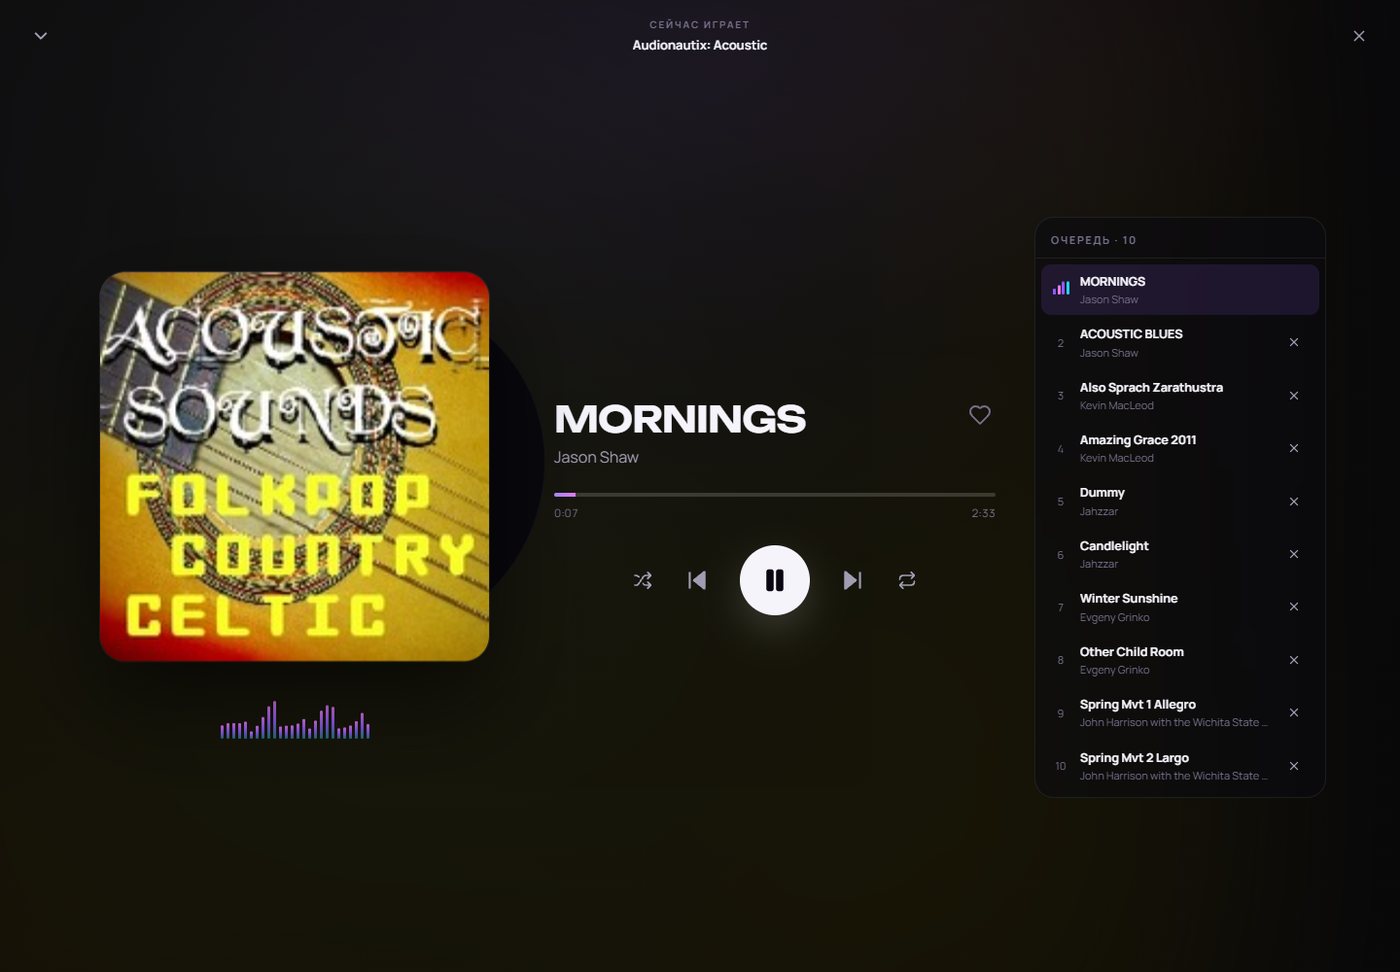 СЕЙЧАС ИГРАЕТ
Audionautix: Acoustic
ACOUSTIC
SOUNDS
FOLKPOP
COUNTRY
CELTIC
MORNINGS
Jason Shaw
0:07
2:33
ОЧЕРЕДЬ · 10
MORNINGS
Jason Shaw
2
ACOUSTIC BLUES
Jason Shaw
3
Also Sprach Zarathustra
Kevin MacLeod
4
Amazing Grace 2011
Kevin MacLeod
5
Dummy
Jahzzar
6
Candlelight
Jahzzar
7
Winter Sunshine
Evgeny Grinko
8
Other Child Room
Evgeny Grinko
9
Spring Mvt 1 Allegro
John Harrison with the Wichita State ...
10
Spring Mvt 2 Largo
John Harrison with the Wichita State ...